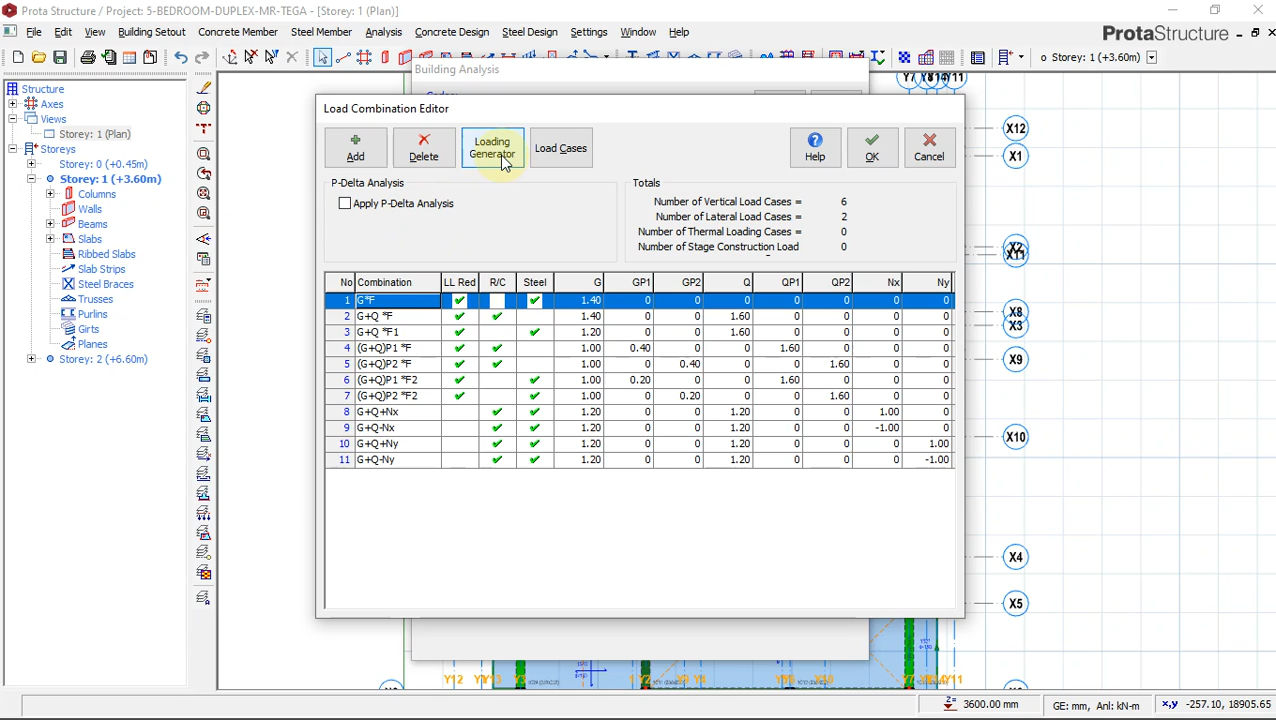 Prota Structure / Project: 5-BEDROOM-DUPLEX-MR-TEGA - [Storey: 1 (Plan)]
File Edit View Building Setout Concrete Member Steel Member Analysis Concrete Design Steel Design Settings Window Help
ProtaStructure
Storey: 1 (+3.60m)
Structure
Axes
Views
Storey: 1 (Plan)
Storeys
Storey: 0 (+0.45m)
Storey: 1 (+3.60m)
Columns
Walls
Beams
Slabs
Ribbed Slabs
Slab Strips
Steel Braces
Trusses
Purlins
Girts
Planes
Storey: 2 (+6.60m)
Building Analysis
Load Combination Editor
Add Delete Loading Generator Load Cases Help OK Cancel
P-Delta Analysis
Apply P-Delta Analysis
Totals
Number of Vertical Load Cases = 6
Number of Lateral Load Cases = 2
Number of Thermal Loading Cases = 0
Number of Stage Construction Load 0
No Combination LL Red R/C Steel G GP1 GP2 Q QP1 QP2 Nx Ny
1 G*F 1.40 0 0 0 0 0 0 0
2 G+Q *F 1.40 0 0 1.60 0 0 0 0
3 G+Q *F1 1.20 0 0 1.60 0 0 0 0
4 (G+Q)P1 *F 1.00 0.40 0 0 1.60 0 0 0
5 (G+Q)P2 *F 1.00 0 0.40 0 0 1.60 0 0
6 (G+Q)P1 *F2 1.00 0.20 0 0 1.60 0 0 0
7 (G+Q)P2 *F2 1.00 0 0.20 0 0 1.60 0 0
8 G+Q+Nx 1.20 0 0 1.20 0 0 1.00 0
9 G+Q-Nx 1.20 0 0 1.20 0 0 -1.00 0
10 G+Q+Ny 1.20 0 0 1.20 0 0 0 1.00
11 G+Q-Ny 1.20 0 0 1.20 0 0 0 -1.00
X12
X1
X2
X11
X8
X3
X9
X10
X4
X5
3600.00 mm GE: mm, Anl: kN-m x,y -257.10, 18905.65